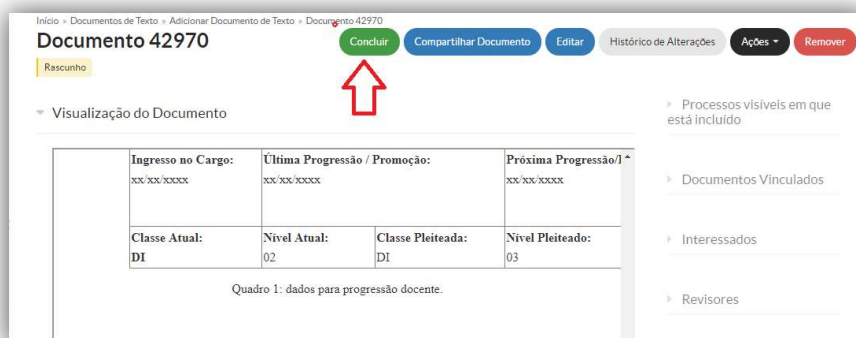 Início » Documentos de Texto » Adicionar Documento de Texto » Documento 42970
Documento 42970
Concluir
Compartilhar Documento
Editar
Histórico de Alterações
Ações
Remover
Rascunho
Visualização do Documento
Processos visíveis em que
está incluído
Documentos Vinculados
Interessados
Revisores
Ingresso no Cargo: Última Progressão / Promoção: Próxima Progressão/
xx/xx/xxxx xx/xx/xxxx xx/xx/xxxx
Classe Atual: Nível Atual: Classe Pleiteada: Nível Pleiteado:
DI 02 DI 03
Quadro 1: dados para progressão docente.